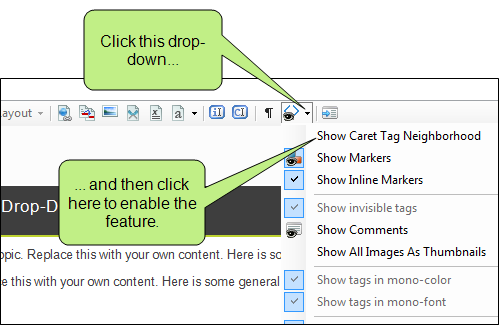 Click this drop-
down...
ayout
a
iI
CI
¶
Show Caret Tag Neighborhood
Show Markers
Show Inline Markers
... and then click
here to enable the
feature.
Drop-D
Show invisible tags
Show Comments
opic. Replace this with your own content. Here is so
Show All Images As Thumbnails
e this with your own content. Here is some general
Show tags in mono-color
Show tags in mono-font